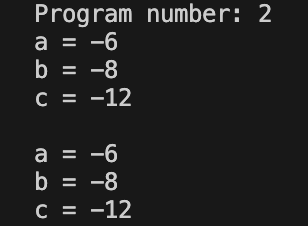 Program number: 2
a = -6
b = -8
c = -12

a = -6
b = -8
c = -12